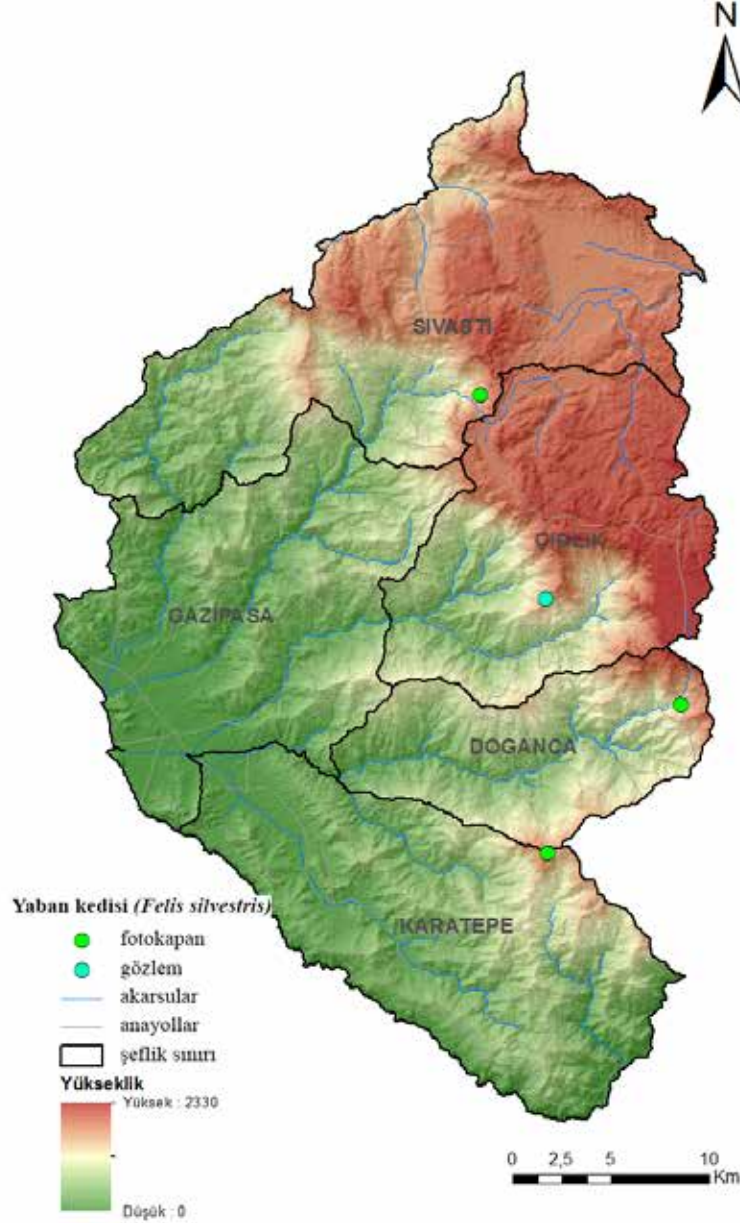 N
SIVASTI
ÇIĞLIK
GAZİPAŞA
DOĞANCA
KARATEPE
Yaban kedisi (Felis silvestris)
fotokapan
gözlem
akarsular
anayollar
şeflik sınırı
Yükseklik
Yüksek : 2330
Düşük : 0
0 2,5 5 10
Km